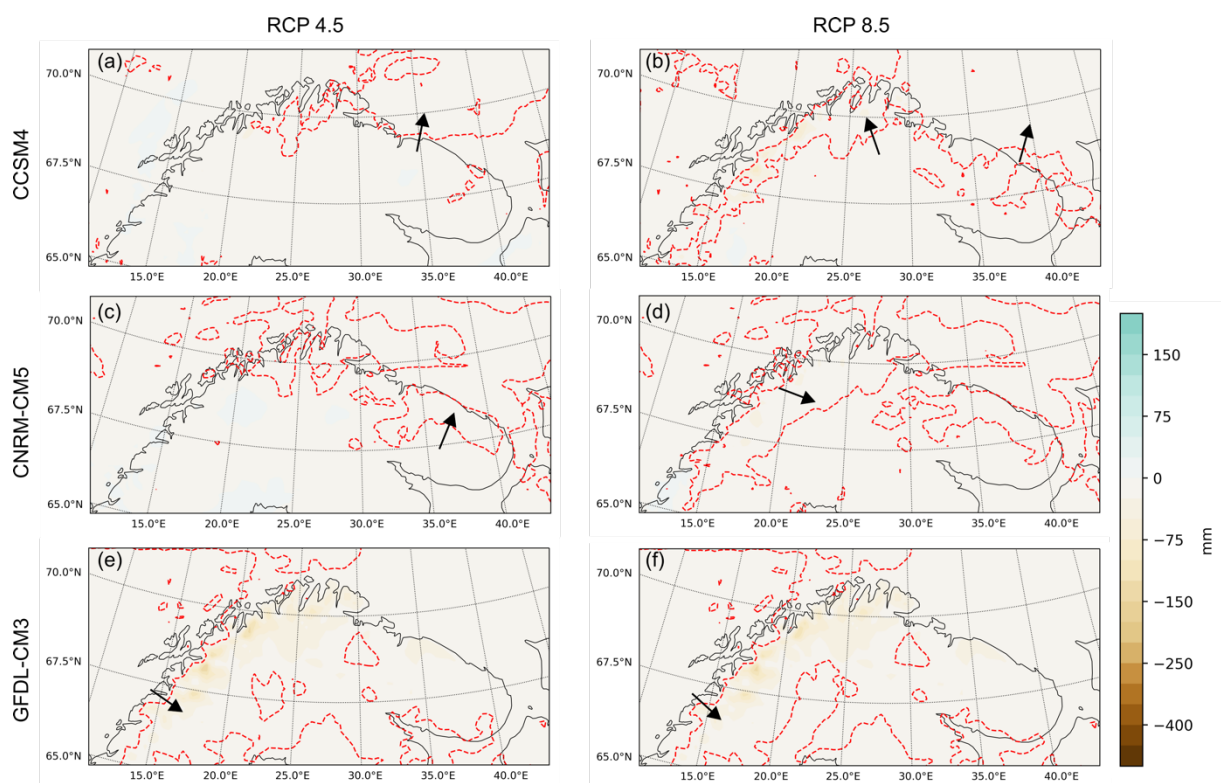 RCP 4.5 RCP 8.5
CCSM4
(a) (b)
70.0°N 70.0°N
67.5°N 67.5°N
65.0°N 65.0°N
15.0°E 20.0°E 25.0°E 30.0°E 35.0°E 40.0°E 15.0°E 20.0°E 25.0°E 30.0°E 35.0°E 40.0°E
CNRM-CM5
(c) (d)
70.0°N 70.0°N
67.5°N 67.5°N
65.0°N 65.0°N
15.0°E 20.0°E 25.0°E 30.0°E 35.0°E 40.0°E 15.0°E 20.0°E 25.0°E 30.0°E 35.0°E 40.0°E
GFDL-CM3
(e) (f)
70.0°N 70.0°N
67.5°N 67.5°N
65.0°N 65.0°N
15.0°E 20.0°E 25.0°E 30.0°E 35.0°E 40.0°E 15.0°E 20.0°E 25.0°E 30.0°E 35.0°E 40.0°E
150
75
0
−75
−150
−250
−400
mm